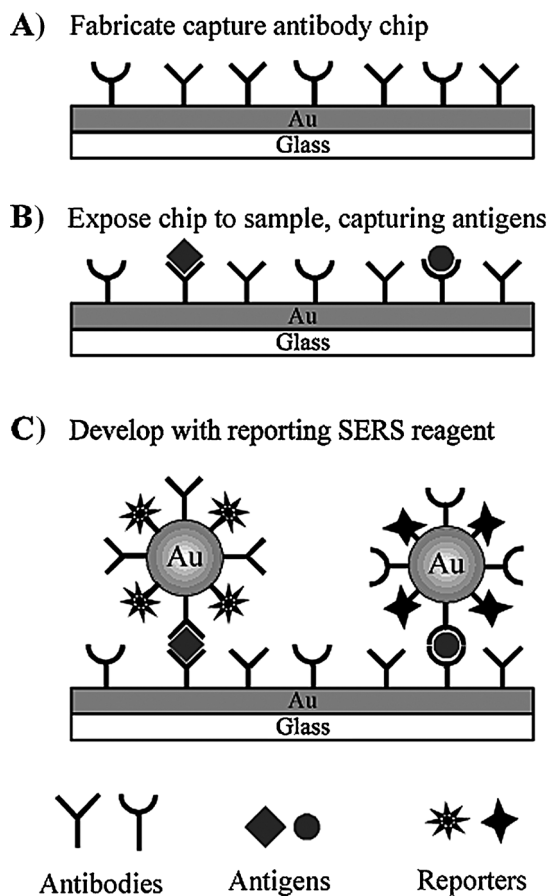 A) Fabricate capture antibody chip
Au
Glass
B) Expose chip to sample, capturing antigens
Au
Glass
C) Develop with reporting SERS reagent
Au Au
Au
Glass
Antibodies Antigens Reporters